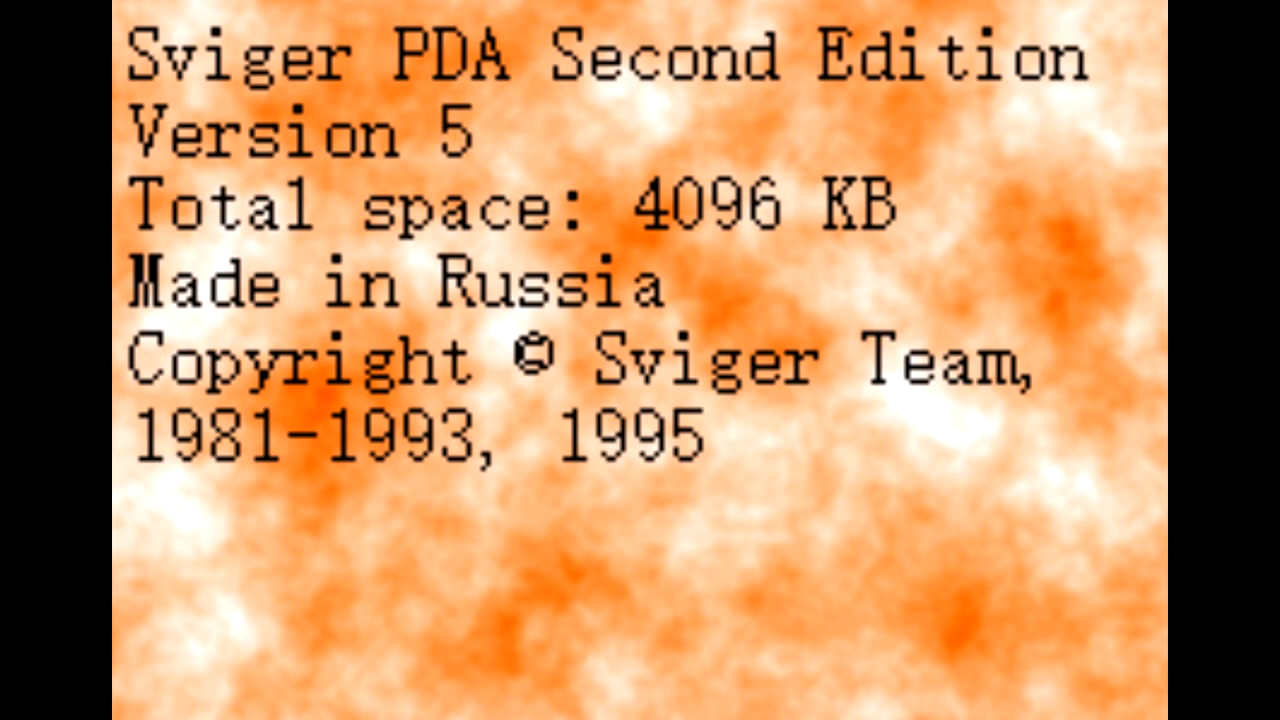 Sviger PDA Second Edition
Version 5
Total space: 4096 KB
Made in Russia
Copyright © Sviger Team,
1981-1993, 1995